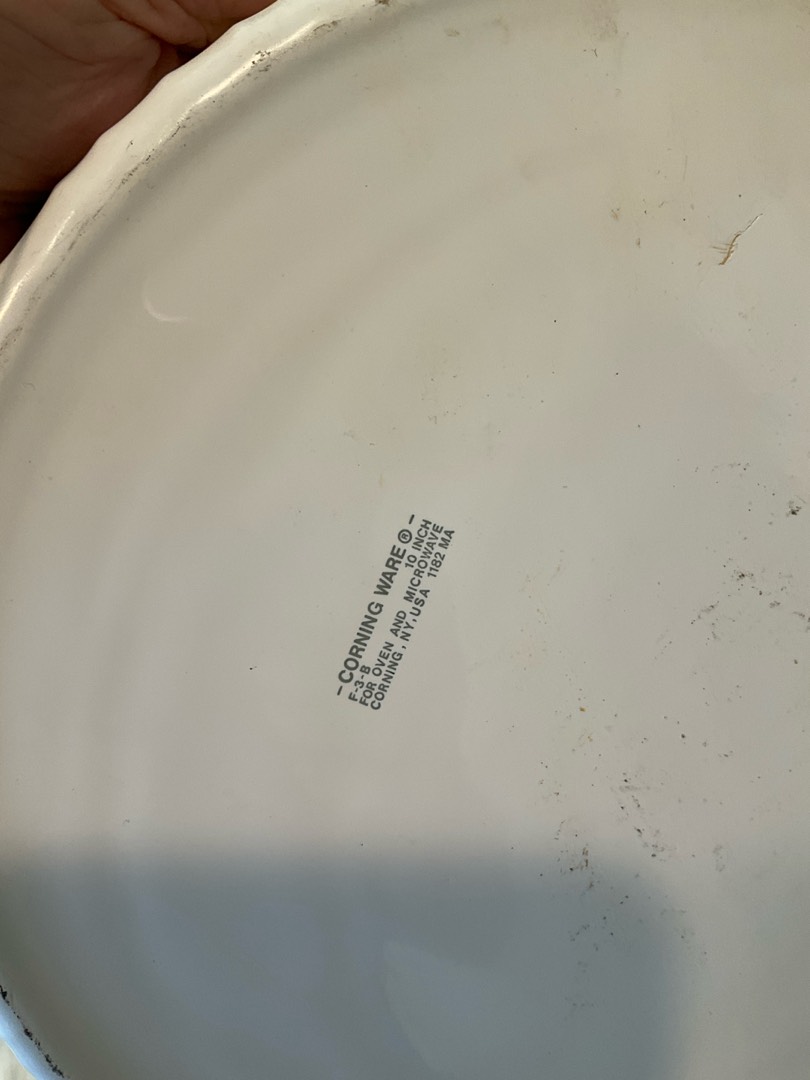 -CORNING WARE®-
F-3-B 10 INCH
FOR OVEN AND MICROWAVE
CORNING, NY, USA 1182 MA